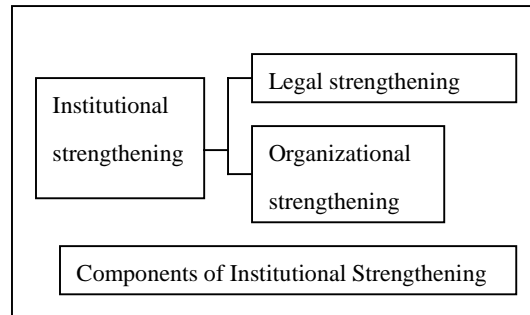 Institutional
strengthening
Legal strengthening
Organizational
strengthening
Components of Institutional Strengthening